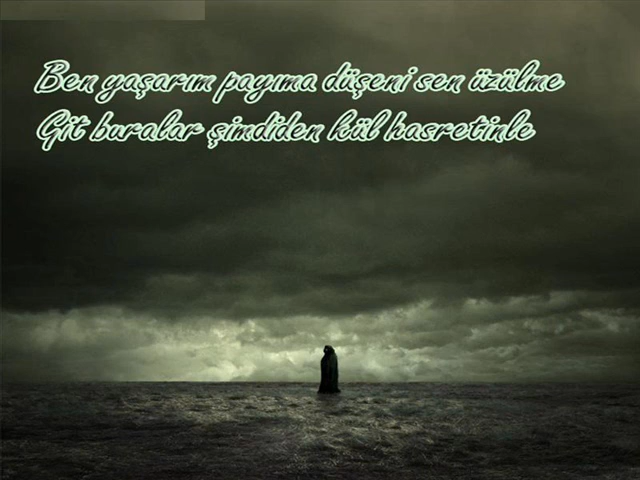 Ben yaşarım payıma düşeni sen üzülme
Git buralar şimdiden kül hasretinle